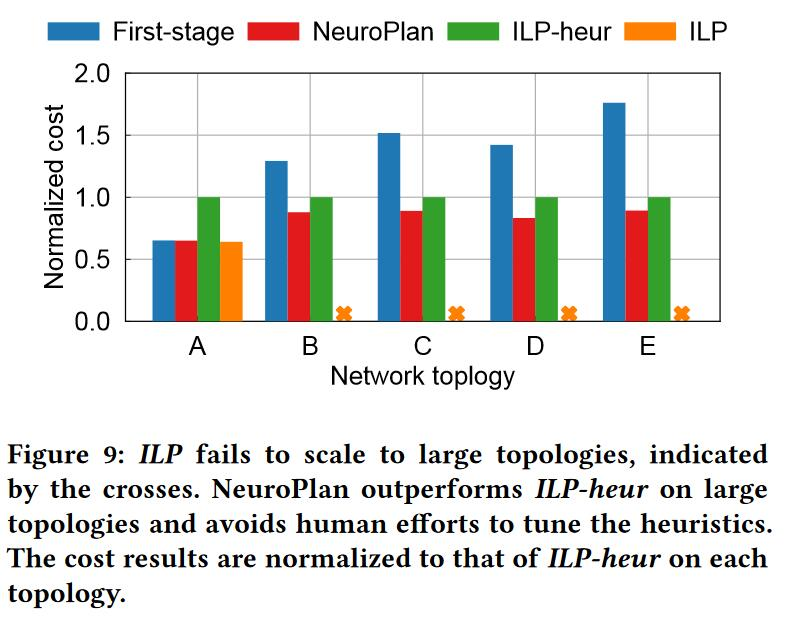 First-stage NeuroPlan ILP-heur ILP
2.0
1.5
1.0
0.5
0.0
Normalized cost
A B C D E
Network toplogy
Figure 9: ILP fails to scale to large topologies, indicated
by the crosses. NeuroPlan outperforms ILP-heur on large
topologies and avoids human efforts to tune the heuristics.
The cost results are normalized to that of ILP-heur on each
topology.